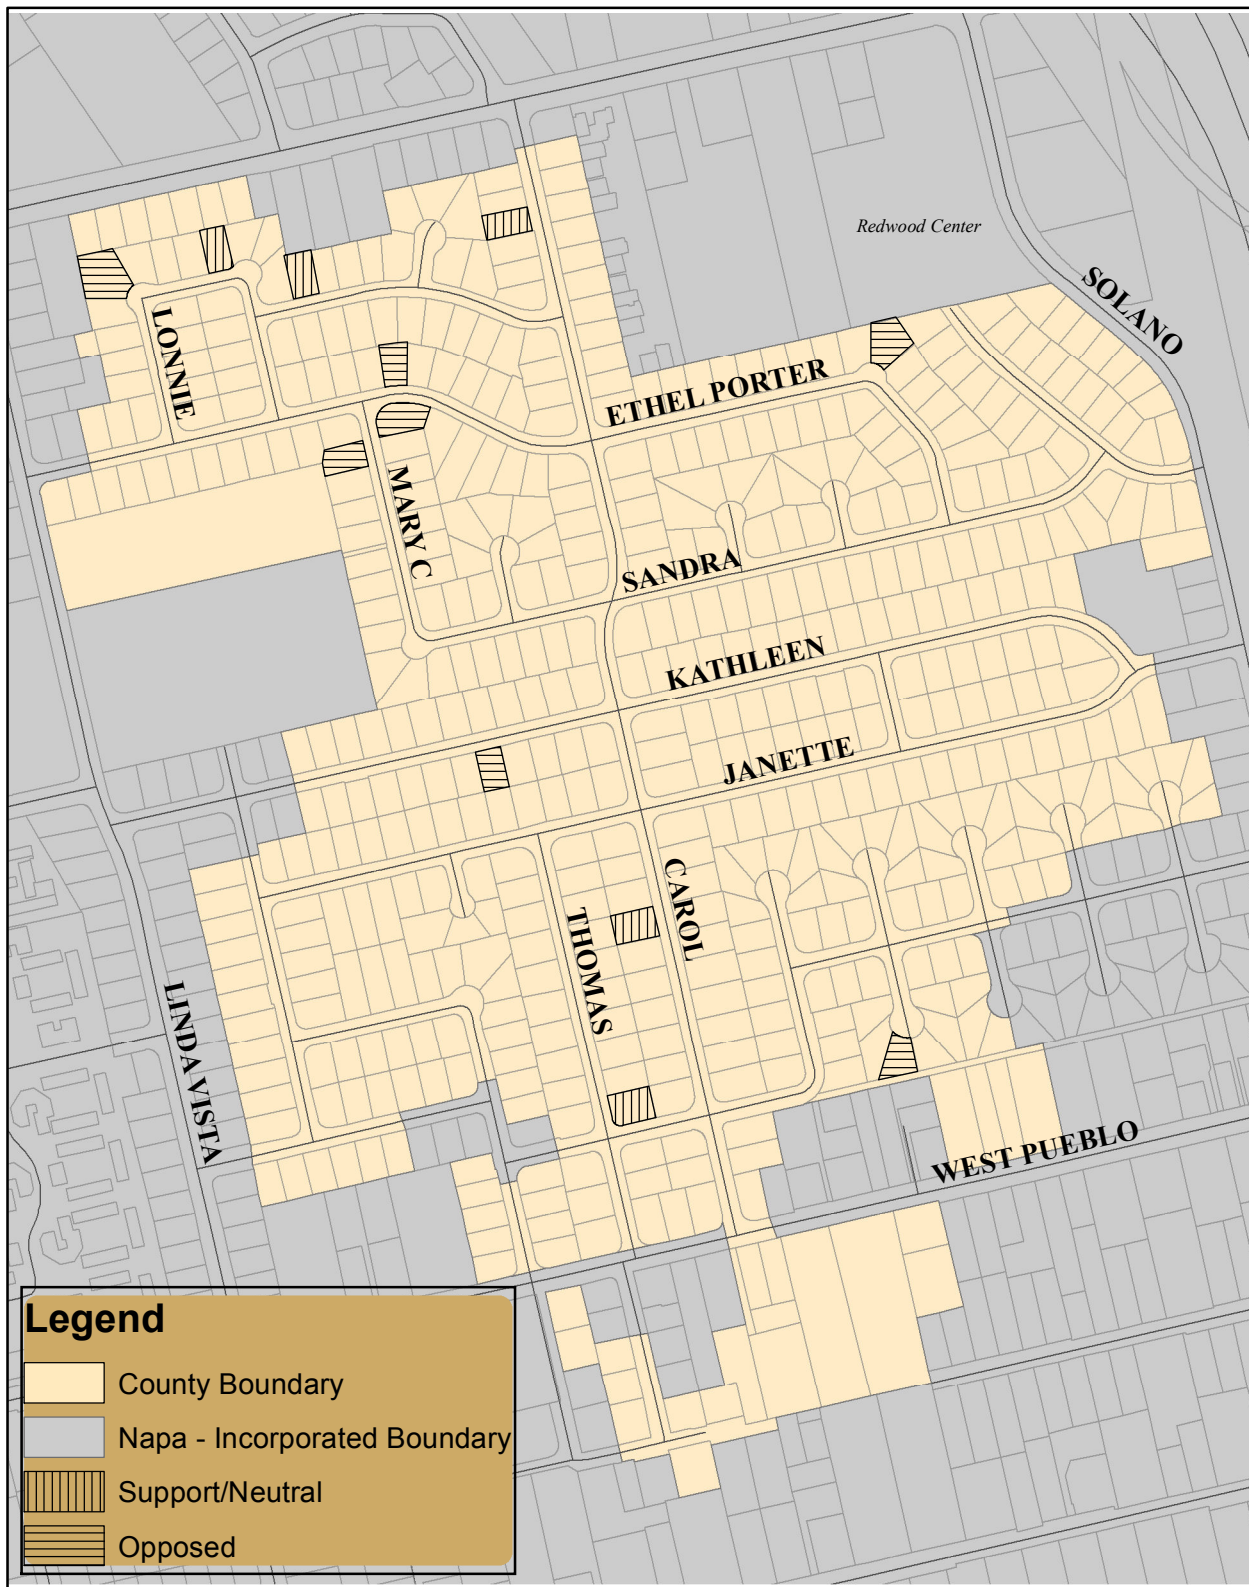 Redwood Center
SOLANO
LONNIE
ETHEL PORTER
MARY C
SANDRA
KATHLEEN
JANETTE
CAROL
THOMAS
LINDA VISTA
WEST PUEBLO
Legend
County Boundary
Napa - Incorporated Boundary
Support/Neutral
Opposed